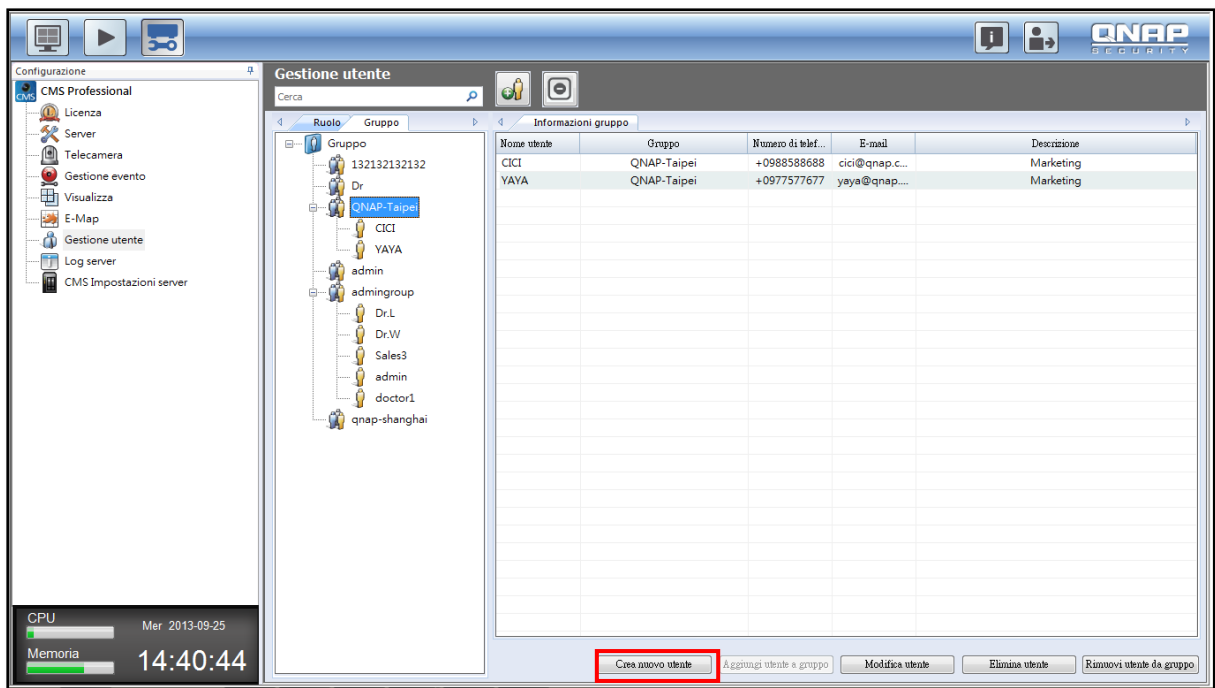 QNAP
SECURITY
Configurazione
CMS Professional
CMS
Licenza
Server
Telecamera
Gestione evento
Visualizza
E-Map
Gestione utente
Log server
CMS Impostazioni server
CPU
Mer 2013-09-25
Memoria
14:40:44
Gestione utente
Cerca
Ruolo Gruppo
Gruppo
132132132132
Dr
QNAP-Taipei
CICI
YAYA
admin
admingroup
Dr.L
Dr.W
Sales3
admin
doctor1
qnap-shanghai
Informazioni gruppo
Nome utente Gruppo Numero di telef... E-mail Descrizione
CICI QNAP-Taipei +0988588688 cici@qnap.c... Marketing
YAYA QNAP-Taipei +0977577677 yaya@qnap.... Marketing
Crea nuovo utente Aggiungi utente a gruppo Modifica utente Elimina utente Rimuovi utente da gruppo